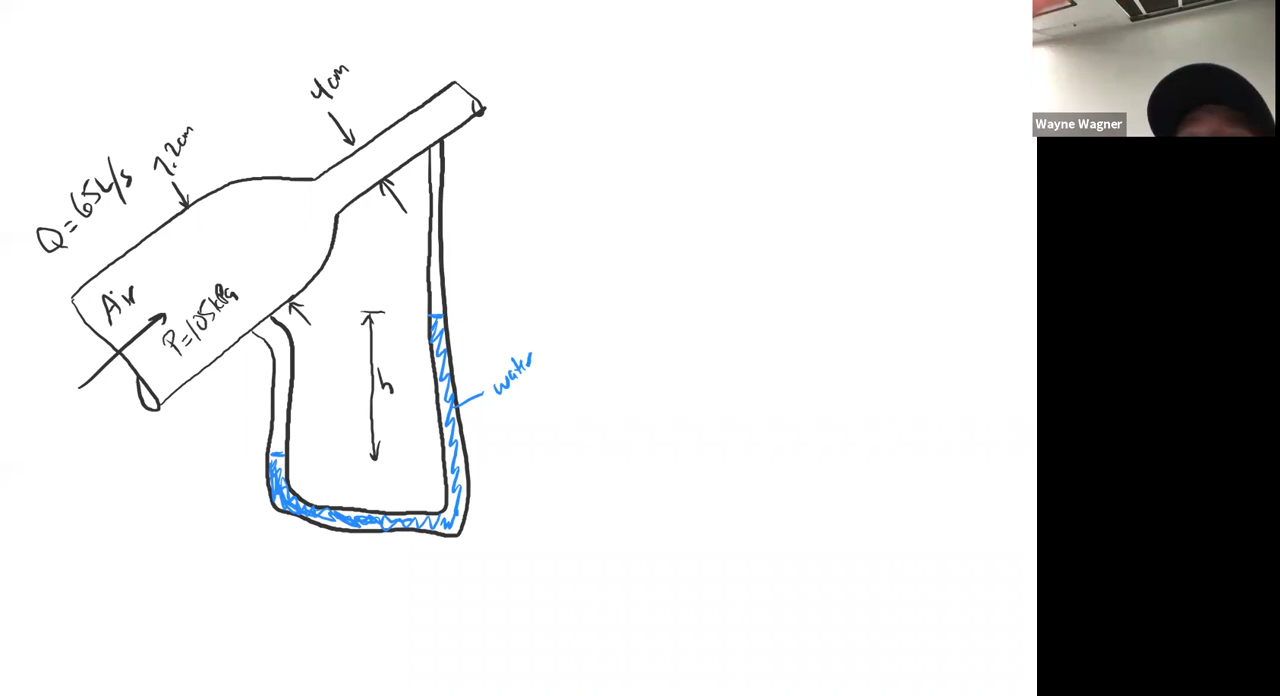 4cm
7.2cm
Q=65L/s
Air
P=105kPa
h
water
Wayne Wagner